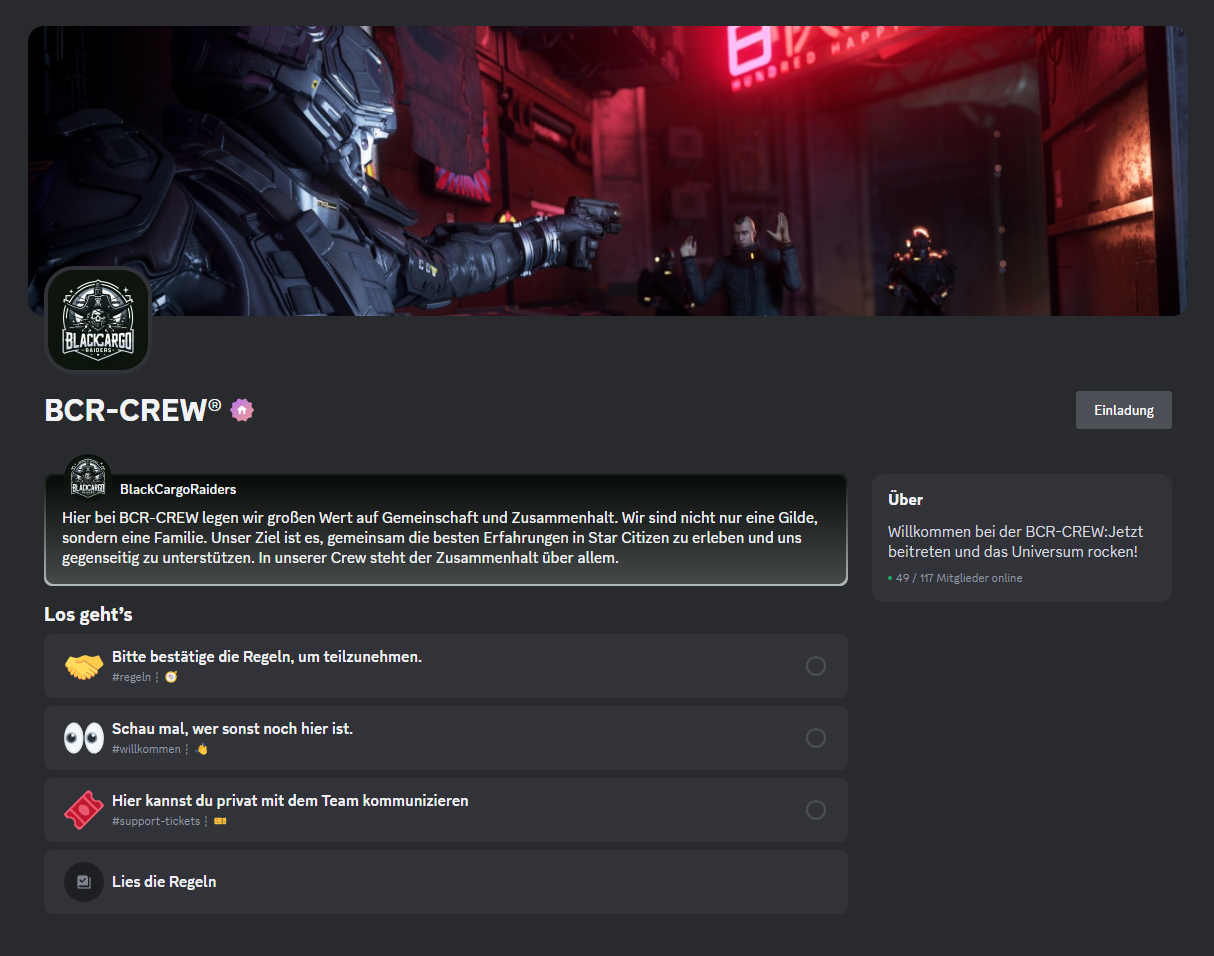 HUNDRED HAPPY
BLACKCARGO
RAIDERS
BCR-CREW®
Einladung
BLACKCARGO
BlackCargoRaiders
Hier bei BCR-CREW legen wir großen Wert auf Gemeinschaft und Zusammenhalt. Wir sind nicht nur eine Gilde,
sondern eine Familie. Unser Ziel ist es, gemeinsam die besten Erfahrungen in Star Citizen zu erleben und uns
gegenseitig zu unterstützen. In unserer Crew steht der Zusammenhalt über allem.
Über
Willkommen bei der BCR-CREW:Jetzt
beitreten und das Universum rocken!
49 / 117 Mitglieder online
Los geht's
Bitte bestätige die Regeln, um teilzunehmen.
#regeln ¦ 🧭
Schau mal, wer sonst noch hier ist.
#willkommen ¦ 👋
Hier kannst du privat mit dem Team kommunizieren
#support-tickets ¦ 🎫
Lies die Regeln